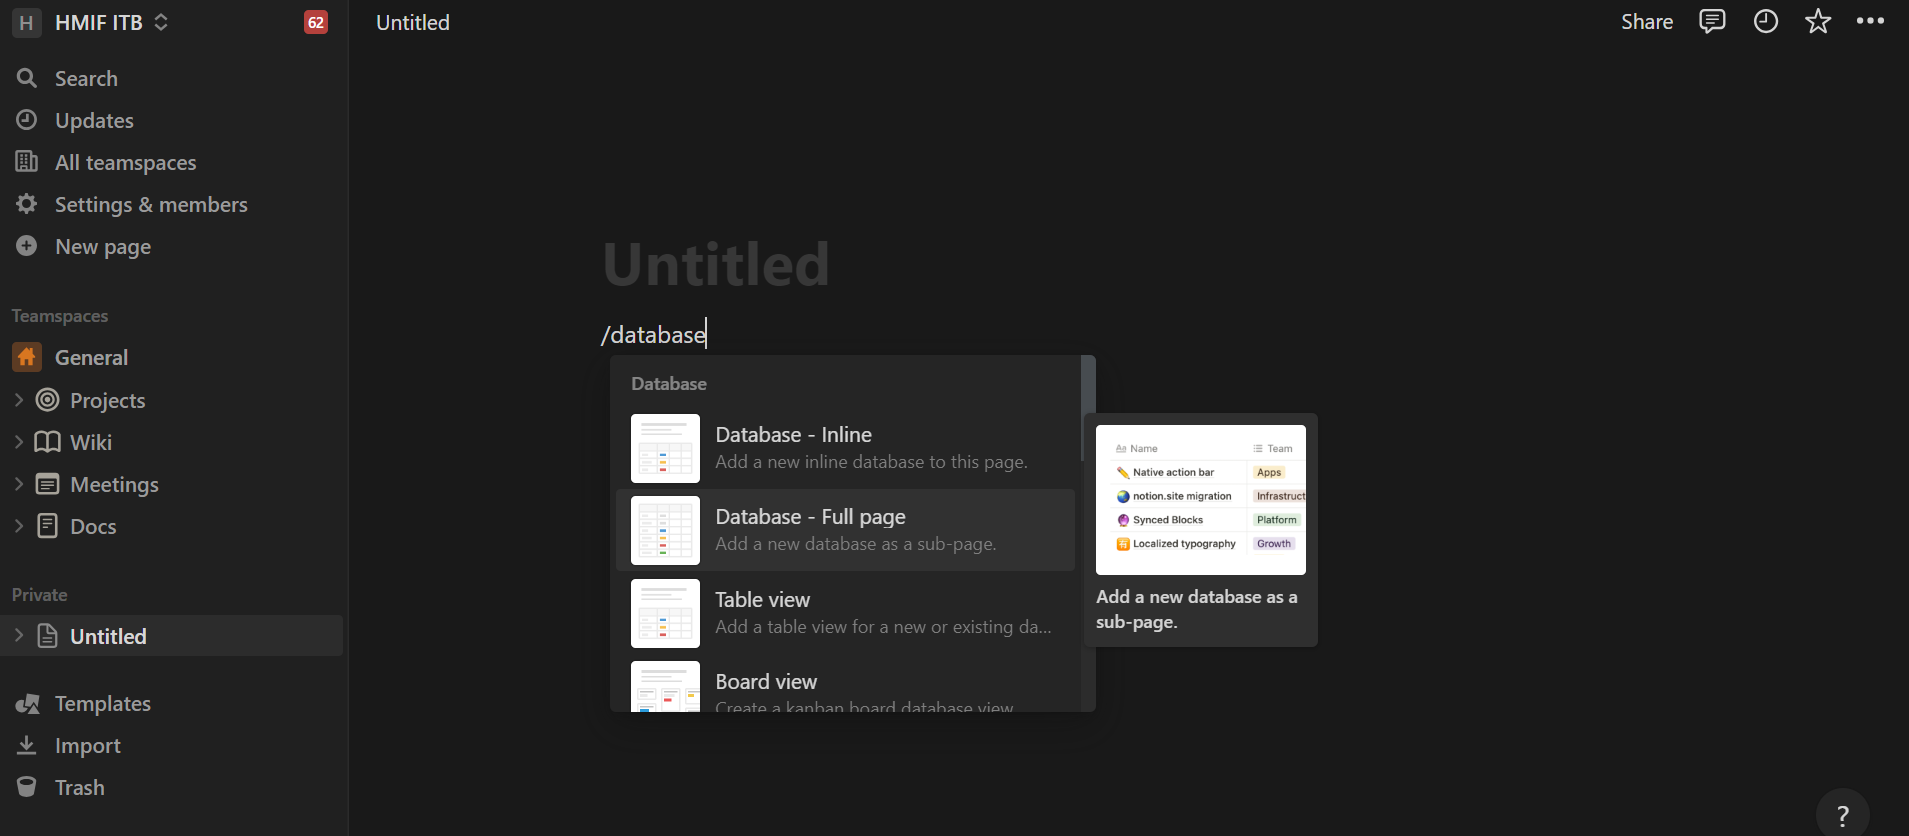 H HMIF ITB 62
Search
Updates
All teamspaces
Settings & members
New page
Teamspaces
General
Projects
Wiki
Meetings
Docs
Private
Untitled
Templates
Import
Trash
Untitled
Share
Untitled
/database
Database
Database - Inline
Add a new inline database to this page.
Database - Full page
Add a new database as a sub-page.
Table view
Add a table view for a new or existing da...
Board view
Create a kanban board database view
Aa Name Team
Native action bar Apps
notion.site migration Infrastruct
Synced Blocks Platform
Localized typography Growth
Add a new database as a
sub-page.
?